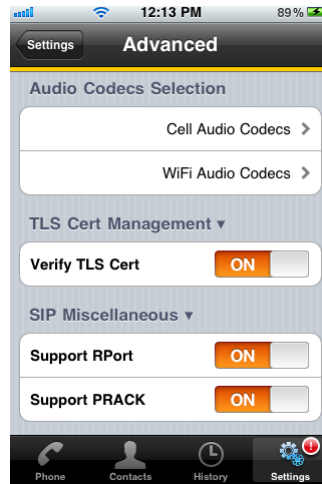 12:13 PM 89%
Settings Advanced
Audio Codecs Selection
Cell Audio Codecs >
WiFi Audio Codecs >
TLS Cert Management ▾
Verify TLS Cert ON
SIP Miscellaneous ▾
Support RPort ON
Support PRACK ON
!
Phone Contacts History Settings